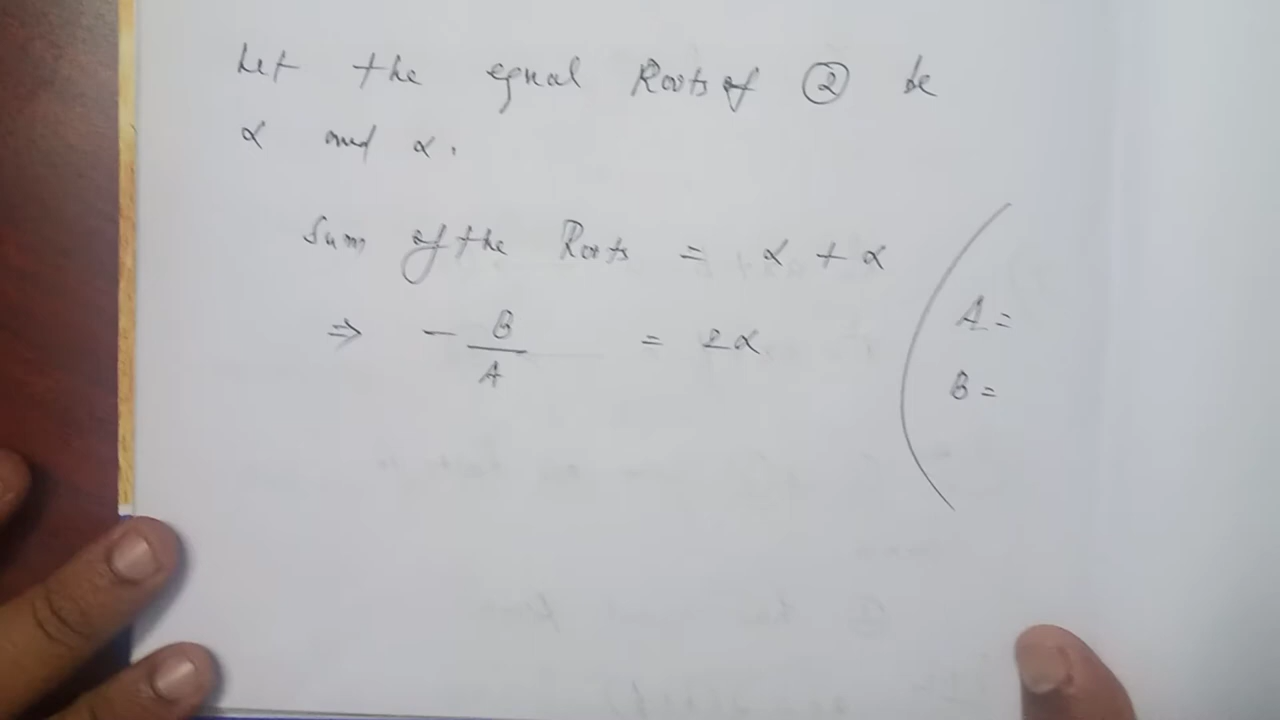 Let the equal Roots of ② be
α and α.
Sum of the Roots = α + α
⇒ - B/A = 2α
A =
B =